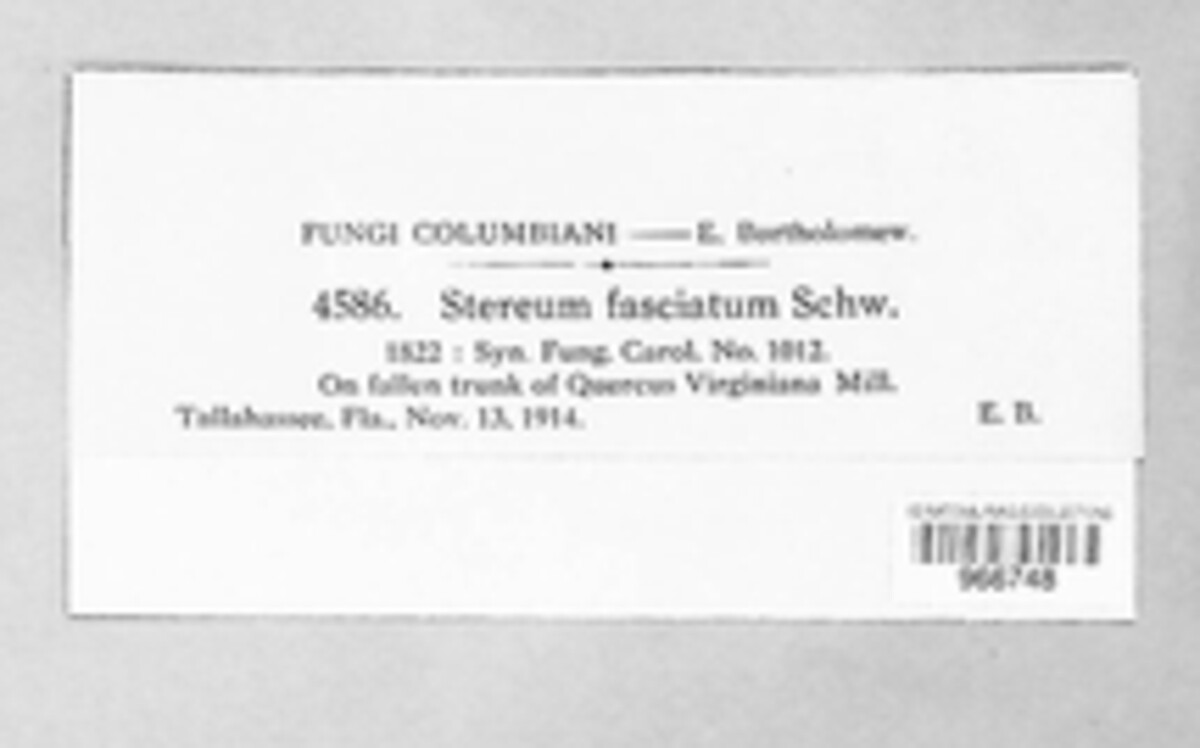 FUNGI COLUMBIANI — E. Bartholomew.
4586. Stereum fasciatum Schw.
1822 : Syn. Fung. Carol. No. 1012.
On fallen trunk of Quercus Virginiana Mill.
Tallahassee, Fla., Nov. 13, 1914. E. B.
966748